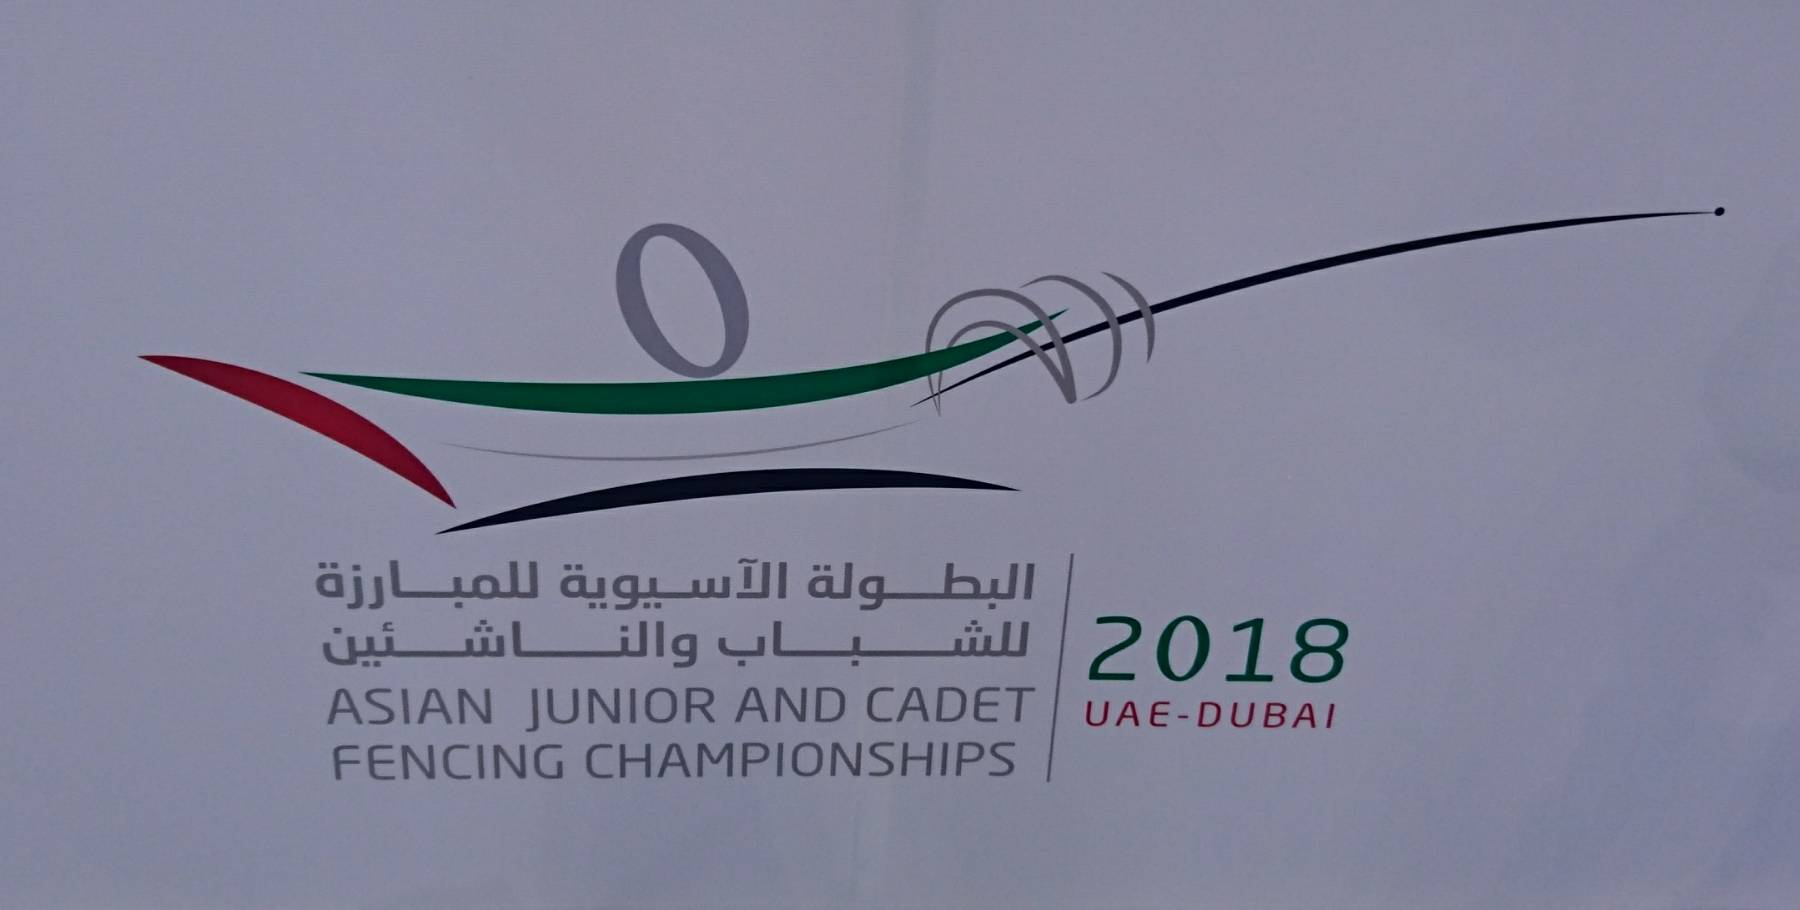 البطولة الآسيوية للمبارزة
للشباب والناشئين
ASIAN JUNIOR AND CADET
FENCING CHAMPIONSHIPS
2018
UAE-DUBAI